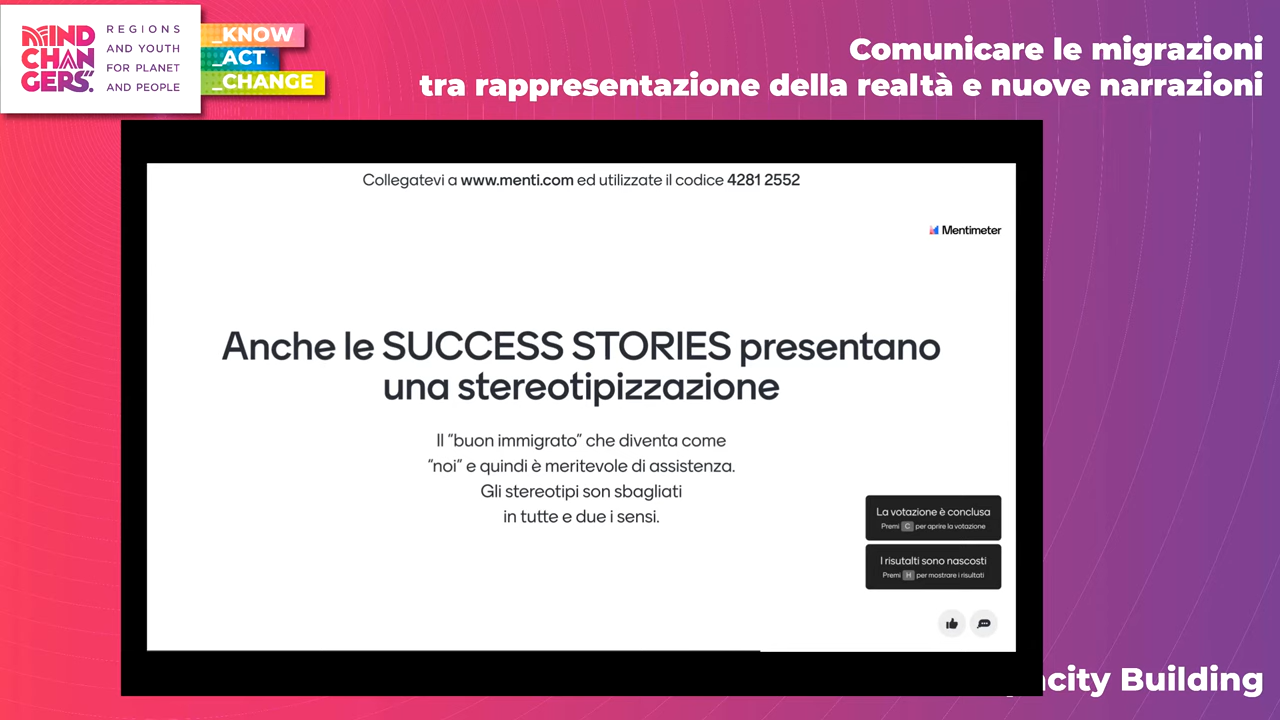 MIND
CHAN
GERS.
REGIONS
AND YOUTH
FOR PLANET
AND PEOPLE
_KNOW
_ACT
_CHANGE
Comunicare le migrazioni
tra rappresentazione della realtà e nuove narrazioni
Collegatevi a www.menti.com ed utilizzate il codice 4281 2552
Mentimeter
Anche le SUCCESS STORIES presentano
una stereotipizzazione
Il "buon immigrato" che diventa come
"noi" e quindi è meritevole di assistenza.
Gli stereotipi son sbagliati
in tutte e due i sensi.
La votazione è conclusa
Premi C per aprire la votazione
I risutalti sono nascosti
Premi H per mostrare i risultati
Building